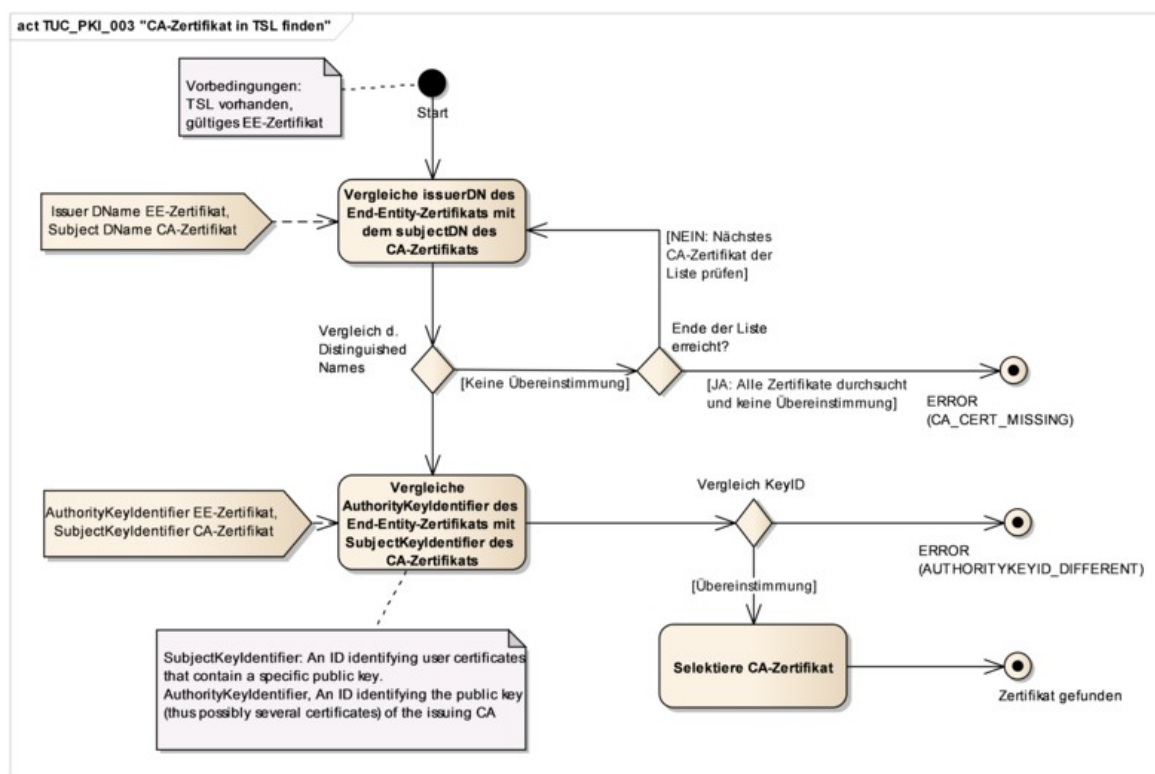 act TUC_PKI_003 "CA-Zertifikat in TSL finden"
Vorbedingungen:
TSL vorhanden,
gültiges EE-Zertifikat
Start
Issuer DName EE-Zertifikat,
Subject DName CA-Zertifikat
Vergleiche issuerDN des
End-Entity-Zertifikats mit
dem subjectDN des
CA-Zertifikats
[NEIN: Nächstes
CA-Zertifikat der
Liste prüfen]
Vergleich d.
Distinguished
Names
[Keine Übereinstimmung]
Ende der Liste
erreicht?
[JA: Alle Zertifikate durchsucht
und keine Übereinstimmung]
ERROR
(CA_CERT_MISSING)
AuthorityKeyIdentifier EE-Zertifikat,
SubjectKeyIdentifier CA-Zertifikat
Vergleiche
AuthorityKeyIdentifier des
End-Entity-Zertifikats mit
SubjectKeyIdentifier des
CA-Zertifikats
Vergleich KeyID
ERROR
(AUTHORITYKEYID_DIFFERENT)
[Übereinstimmung]
SubjectKeyIdentifier: An ID identifying user certificates
that contain a specific public key.
AuthorityKeyIdentifier, An ID identifying the public key
(thus possibly several certificates) of the issuing CA
Selektiere CA-Zertifikat
Zertifikat gefunden